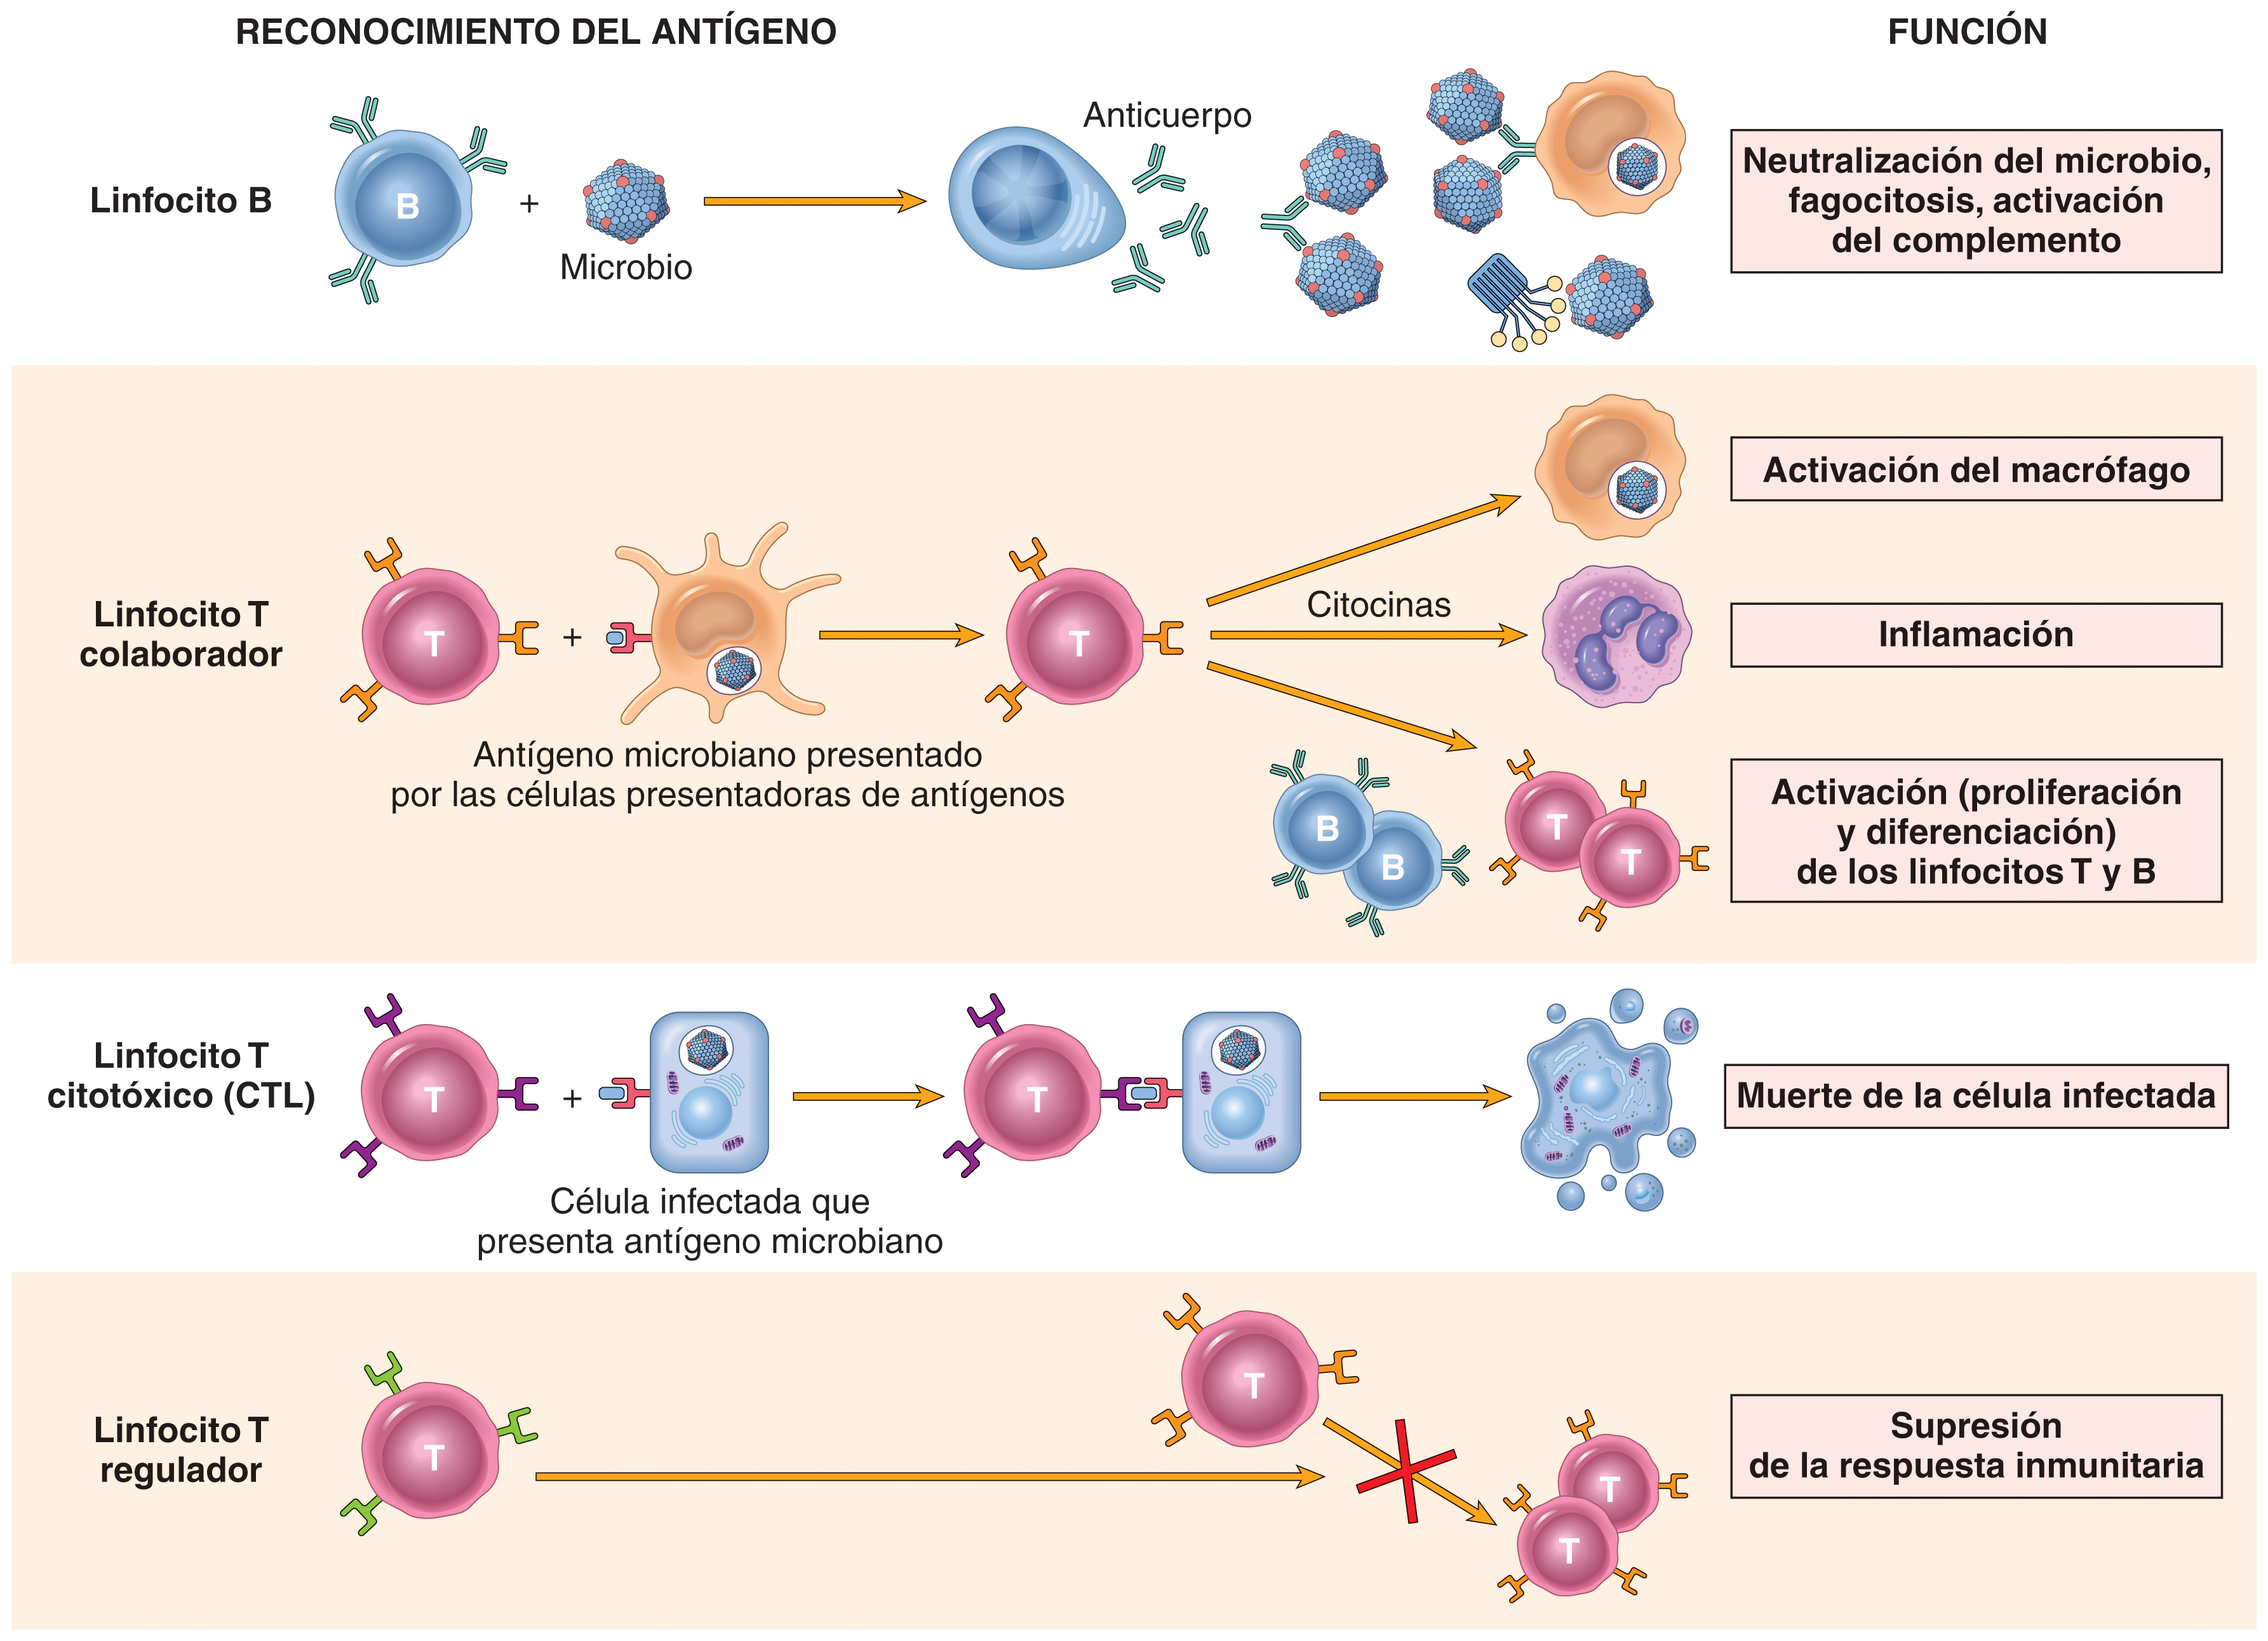 RECONOCIMIENTO DEL ANTÍGENO
FUNCIÓN
Linfocito B
B
+
Microbio
Anticuerpo
Neutralización del microbio,
fagocitosis, activación
del complemento
Linfocito T
colaborador
T
+
Antígeno microbiano presentado
por las células presentadoras de antígenos
T
Citocinas
Activación del macrófago
Inflamación
B
B
T
T
Activación (proliferación
y diferenciación)
de los linfocitos T y B
Linfocito T
citotóxico (CTL)
T
+
Célula infectada que
presenta antígeno microbiano
T
Muerte de la célula infectada
Linfocito T
regulador
T
T
T
T
Supresión
de la respuesta inmunitaria